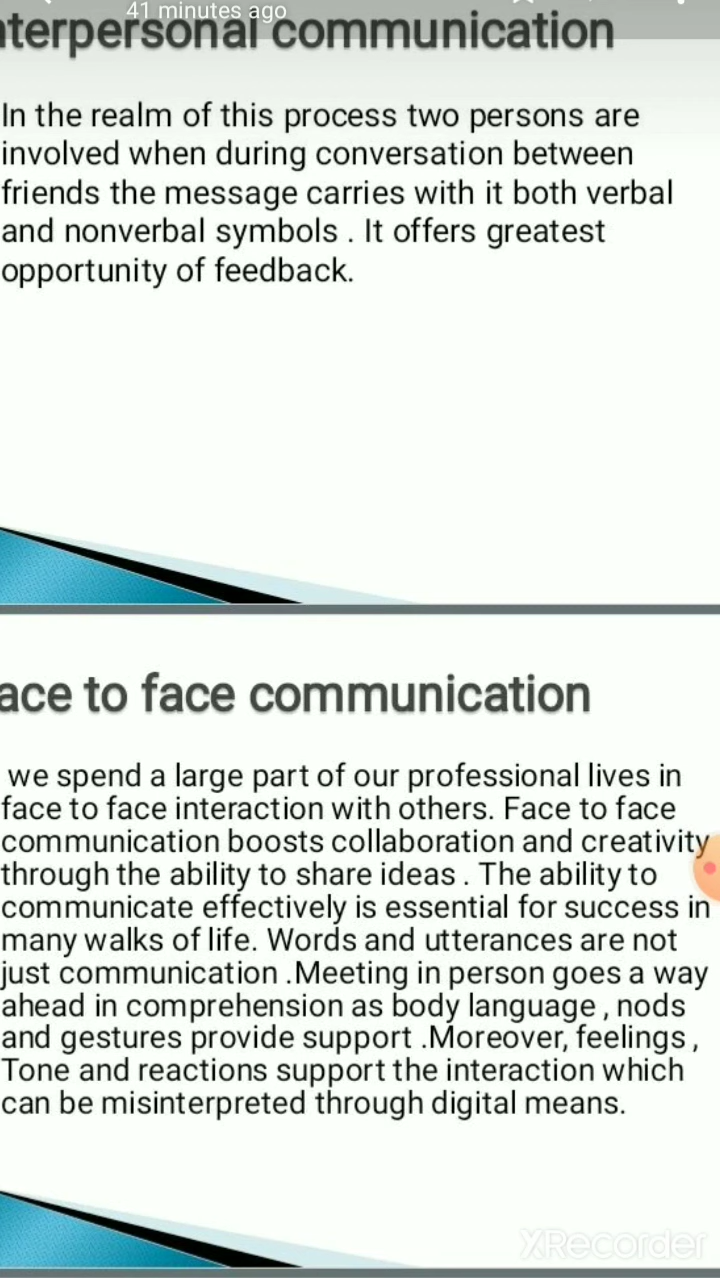 41 minutes ago
nterpersonal communication
In the realm of this process two persons are
involved when during conversation between
friends the message carries with it both verbal
and nonverbal symbols . It offers greatest
opportunity of feedback.
ace to face communication
we spend a large part of our professional lives in
face to face interaction with others. Face to face
communication boosts collaboration and creativity
through the ability to share ideas . The ability to
communicate effectively is essential for success in
many walks of life. Words and utterances are not
just communication .Meeting in person goes a way
ahead in comprehension as body language , nods
and gestures provide support .Moreover, feelings ,
Tone and reactions support the interaction which
can be misinterpreted through digital means.
XRecorder